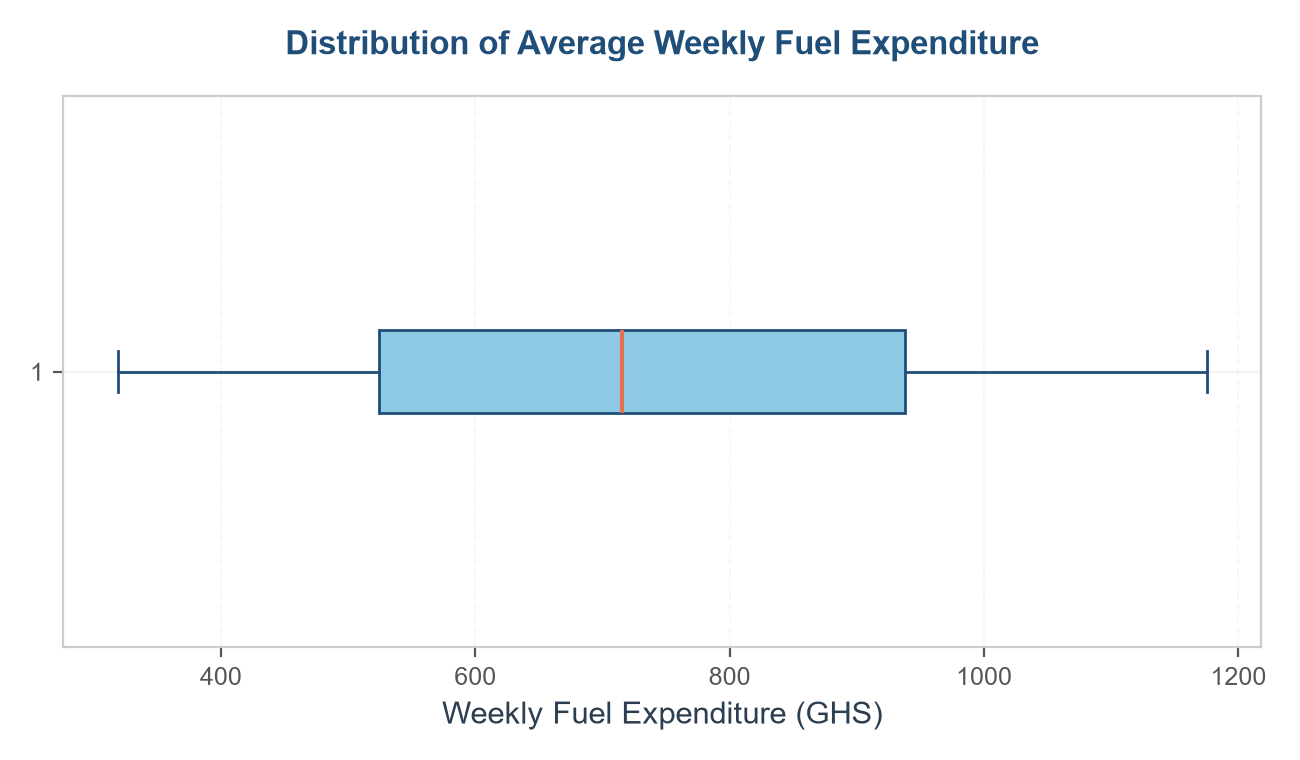 Distribution of Average Weekly Fuel Expenditure
1
400 600 800 1000 1200
Weekly Fuel Expenditure (GHS)